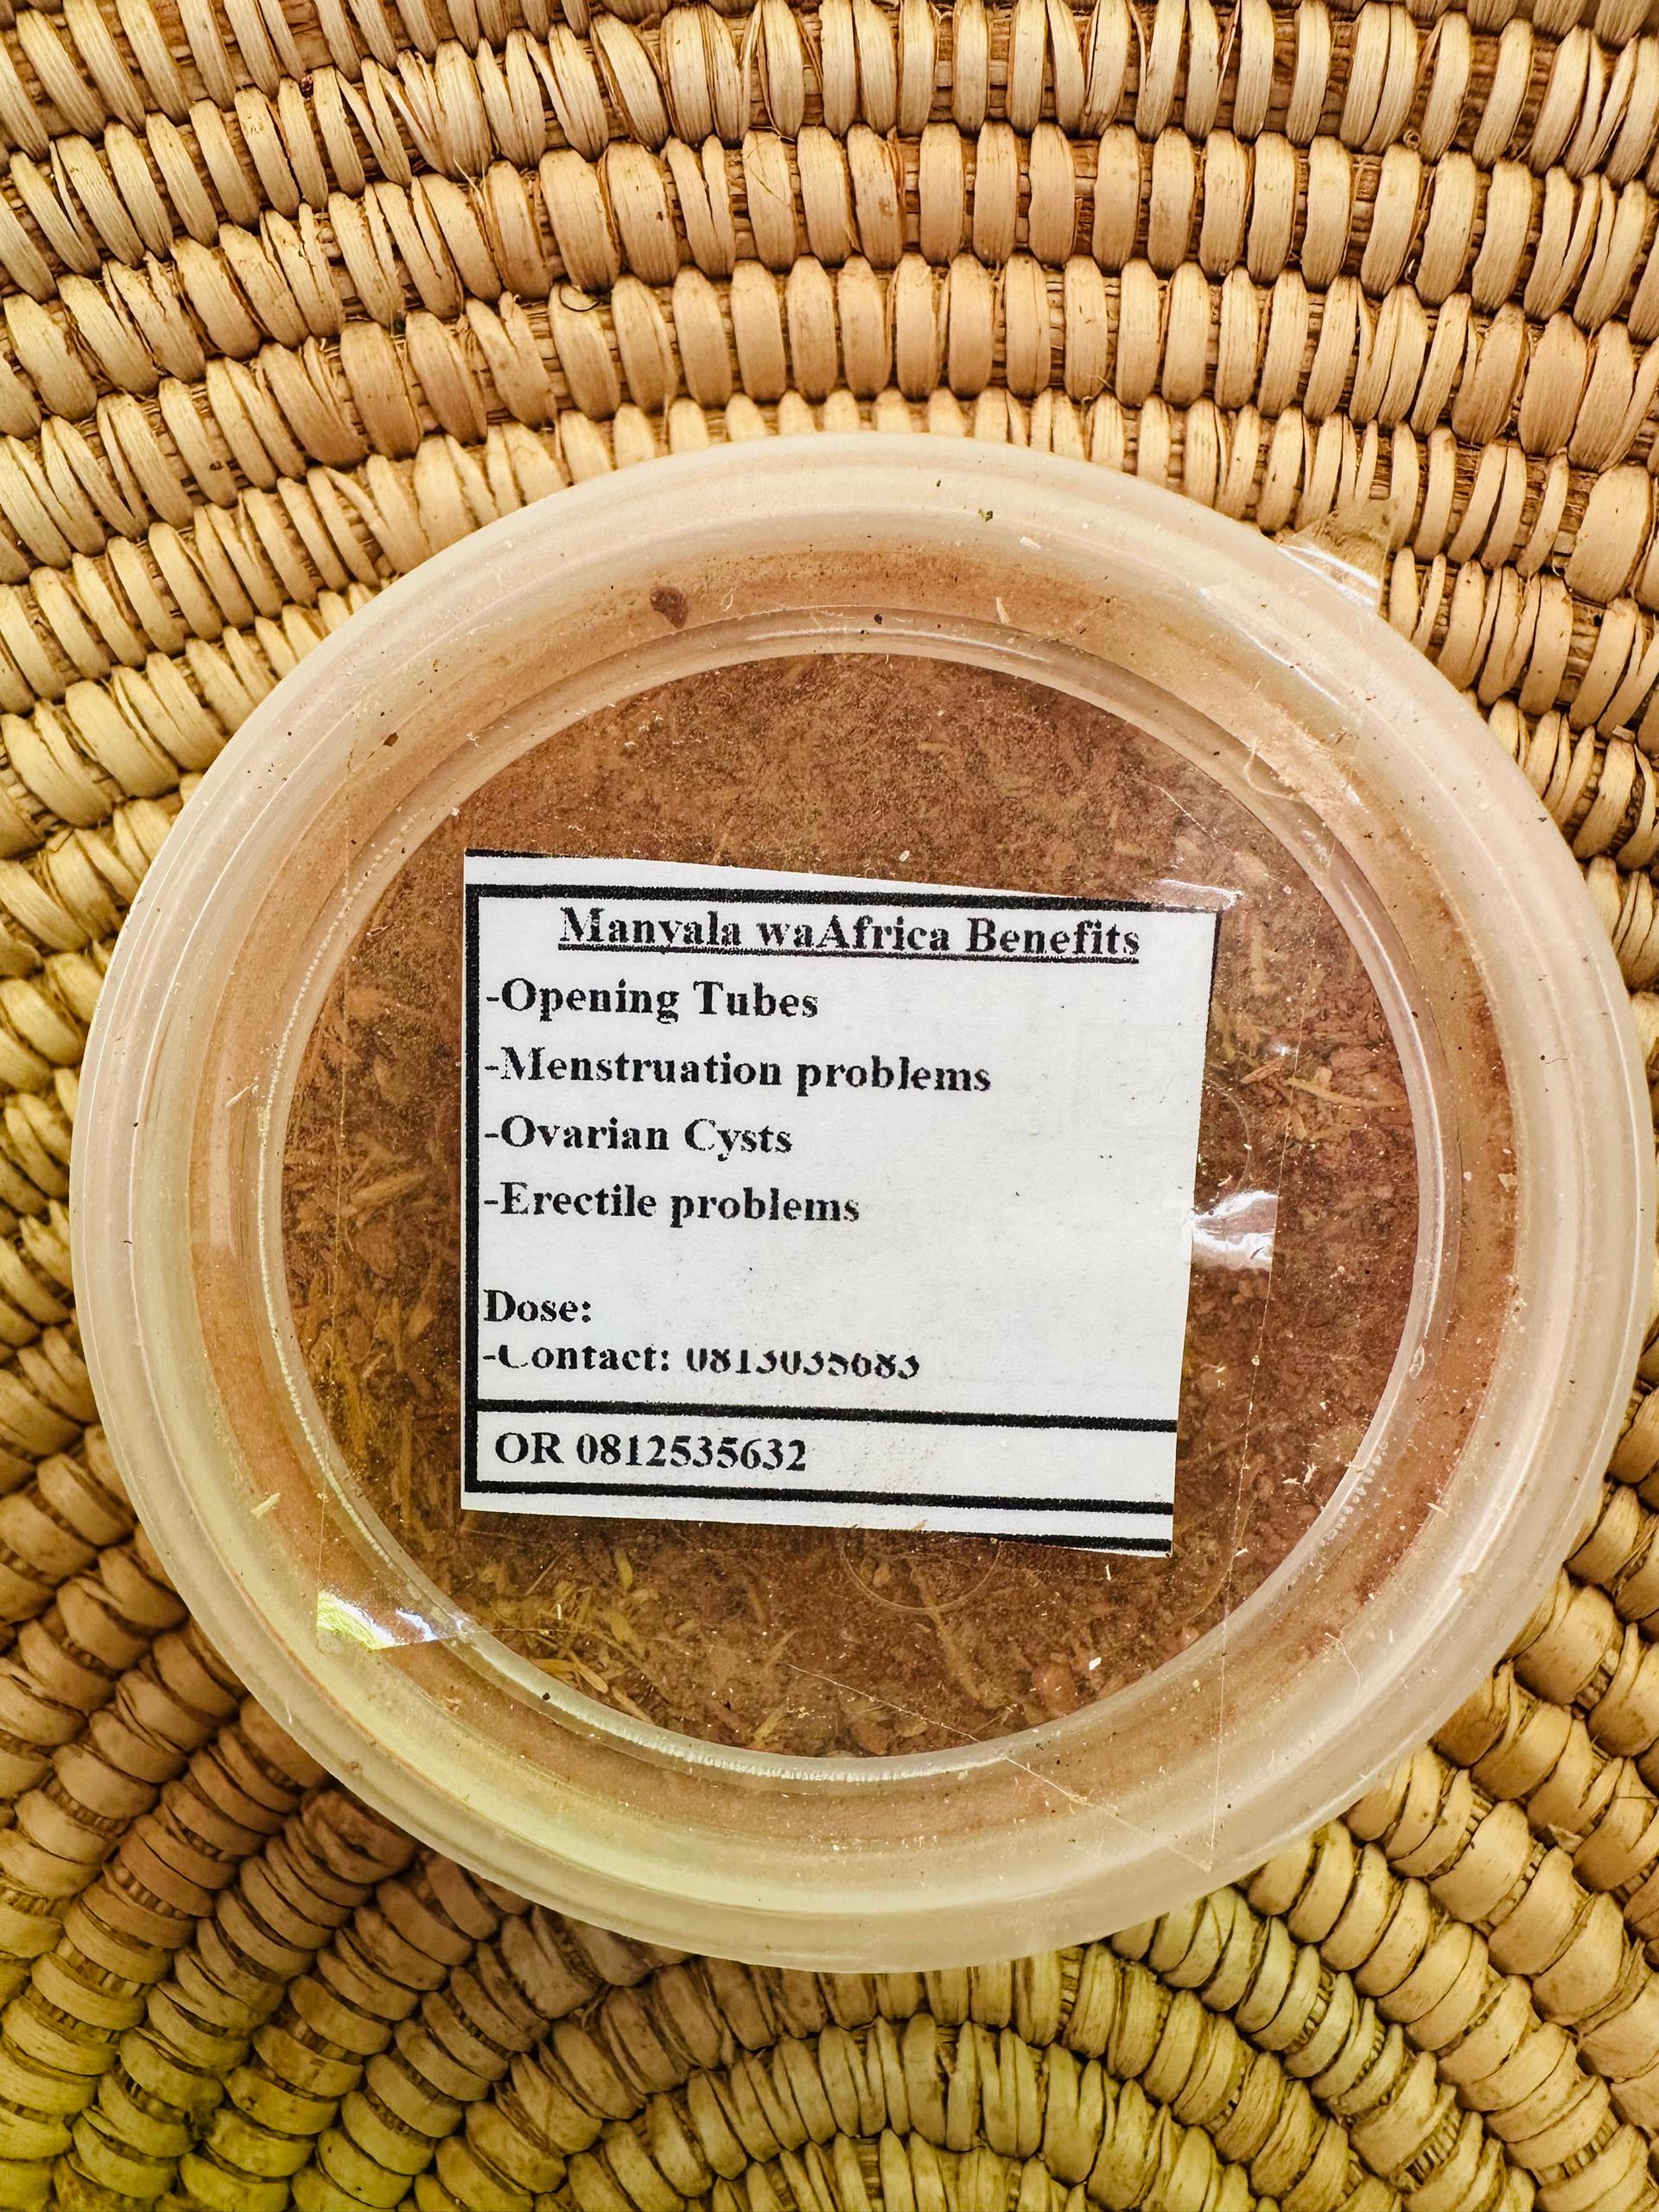 Manyala waAfrica Benefits
-Opening Tubes
-Menstruation problems
-Ovarian Cysts
-Erectile problems
Dose:
-Contact:
OR 0812535632